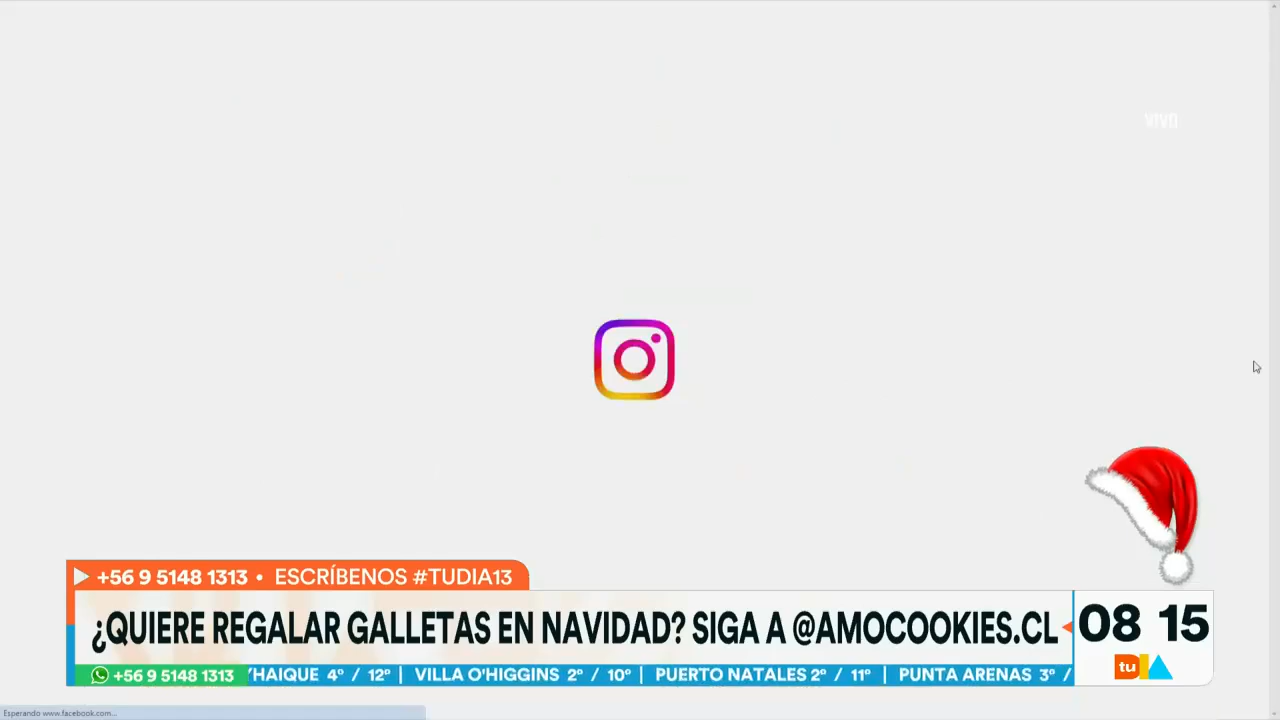 VIVO
+56 9 5148 1313 • ESCRÍBENOS #TUDIA13
¿QUIERE REGALAR GALLETAS EN NAVIDAD? SIGA A @AMOCOOKIES.CL
08 15
tu DIA
+56 9 5148 1313
YHAIQUE 4° / 12° | VILLA O'HIGGINS 2° / 10° | PUERTO NATALES 2° / 11° | PUNTA ARENAS 3° /
Esperando www.facebook.com...